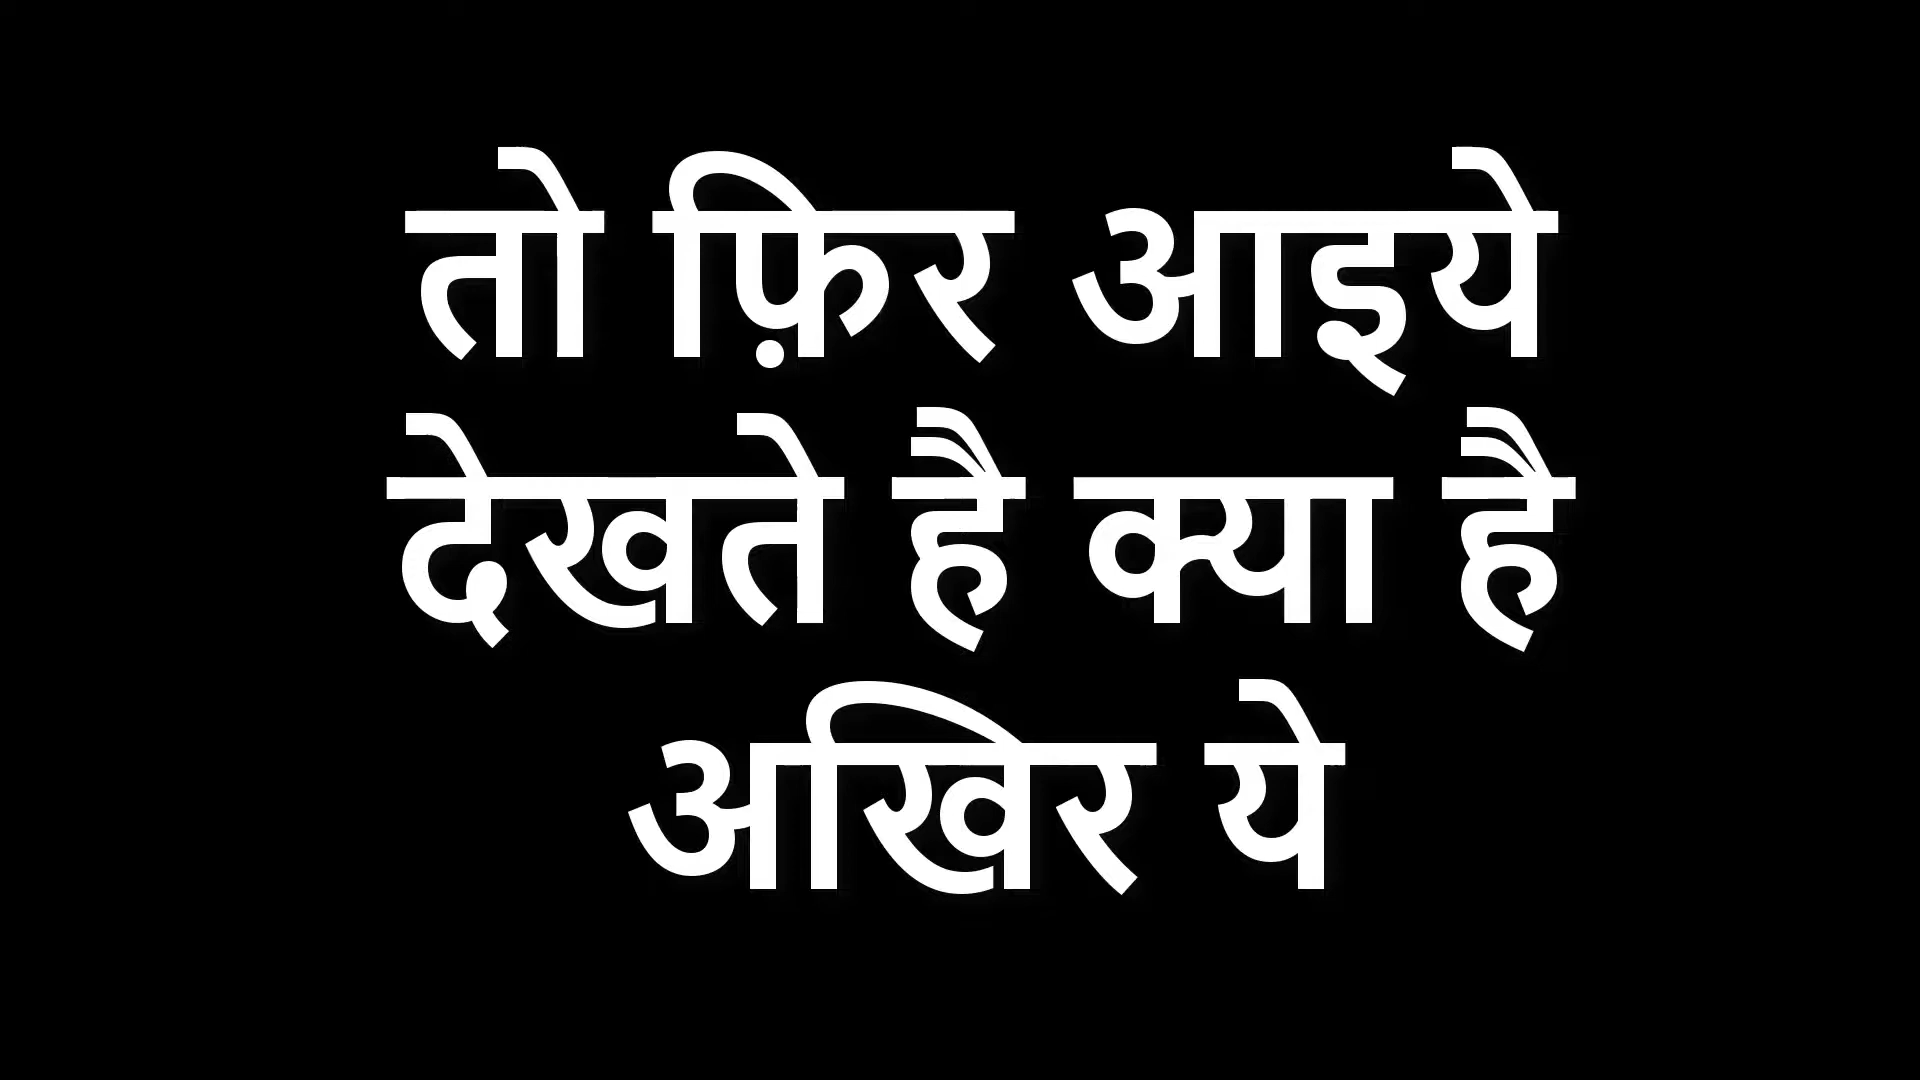 तो फ़िर आइये
देखते है क्या है
अखिर ये